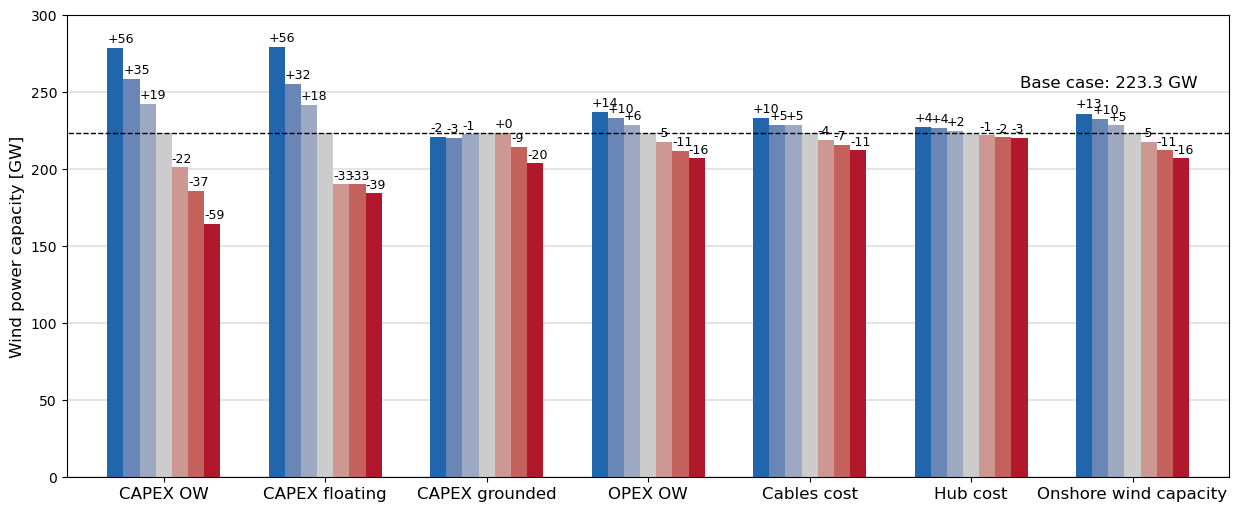 300
250
200
150
100
50
0
Wind power capacity [GW]
Base case: 223.3 GW
+56 +35 +19 -22 -37 -59
+56 +32 +18 -33 -33 -39
-2 -3 -1 +0 -9 -20
+14 +10 +6 -5 -11 -16
+10 +5 +5 -4 -7 -11
+4 +4 +2 -1 -2 -3
+13 +10 +5 -5 -11 -16
CAPEX OW CAPEX floating CAPEX grounded OPEX OW Cables cost Hub cost Onshore wind capacity